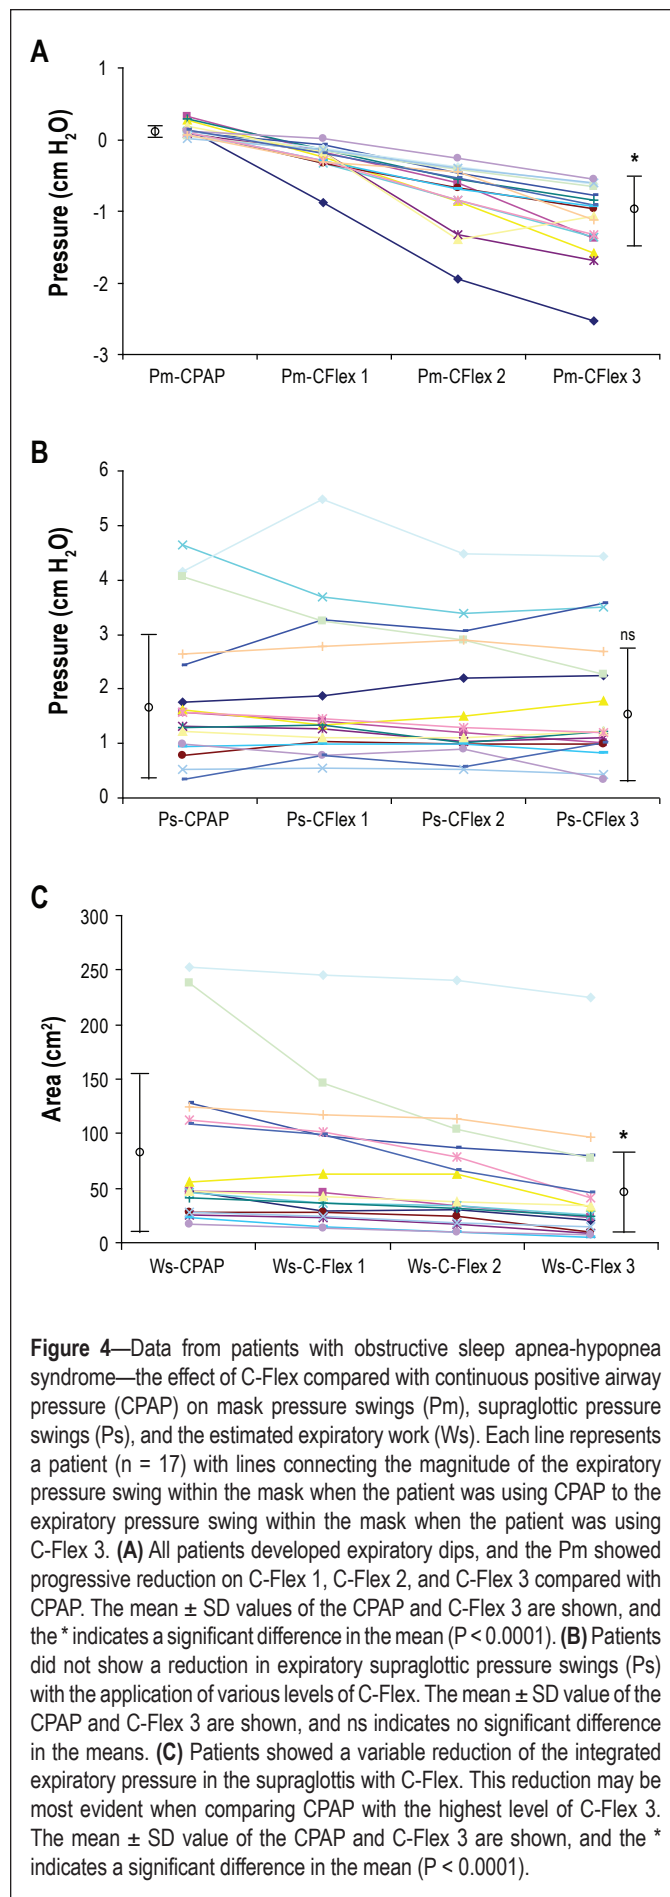 A
Pressure (cm H₂O)
1
0
-1
-2
-3
*
Pm-CPAP Pm-CFlex 1 Pm-CFlex 2 Pm-CFlex 3
B
Pressure (cm H₂O)
6
5
4
3
2
1
0
ns
Ps-CPAP Ps-CFlex 1 Ps-CFlex 2 Ps-CFlex 3
C
Area (cm²)
300
250
200
150
100
50
0
*
Ws-CPAP Ws-C-Flex 1 Ws-C-Flex 2 Ws-C-Flex 3
Figure 4—Data from patients with obstructive sleep apnea-hypopnea
syndrome—the effect of C-Flex compared with continuous positive airway
pressure (CPAP) on mask pressure swings (Pm), supraglottic pressure
swings (Ps), and the estimated expiratory work (Ws). Each line represents
a patient (n = 17) with lines connecting the magnitude of the expiratory
pressure swing within the mask when the patient was using CPAP to the
expiratory pressure swing within the mask when the patient was using
C-Flex 3. (A) All patients developed expiratory dips, and the Pm showed
progressive reduction on C-Flex 1, C-Flex 2, and C-Flex 3 compared with
CPAP. The mean ± SD values of the CPAP and C-Flex 3 are shown, and
the * indicates a significant difference in the mean (P < 0.0001). (B) Patients
did not show a reduction in expiratory supraglottic pressure swings (Ps)
with the application of various levels of C-Flex. The mean ± SD value of the
CPAP and C-Flex 3 are shown, and ns indicates no significant difference
in the means. (C) Patients showed a variable reduction of the integrated
expiratory pressure in the supraglottis with C-Flex. This reduction may be
most evident when comparing CPAP with the highest level of C-Flex 3.
The mean ± SD value of the CPAP and C-Flex 3 are shown, and the *
indicates a significant difference in the mean (P < 0.0001).